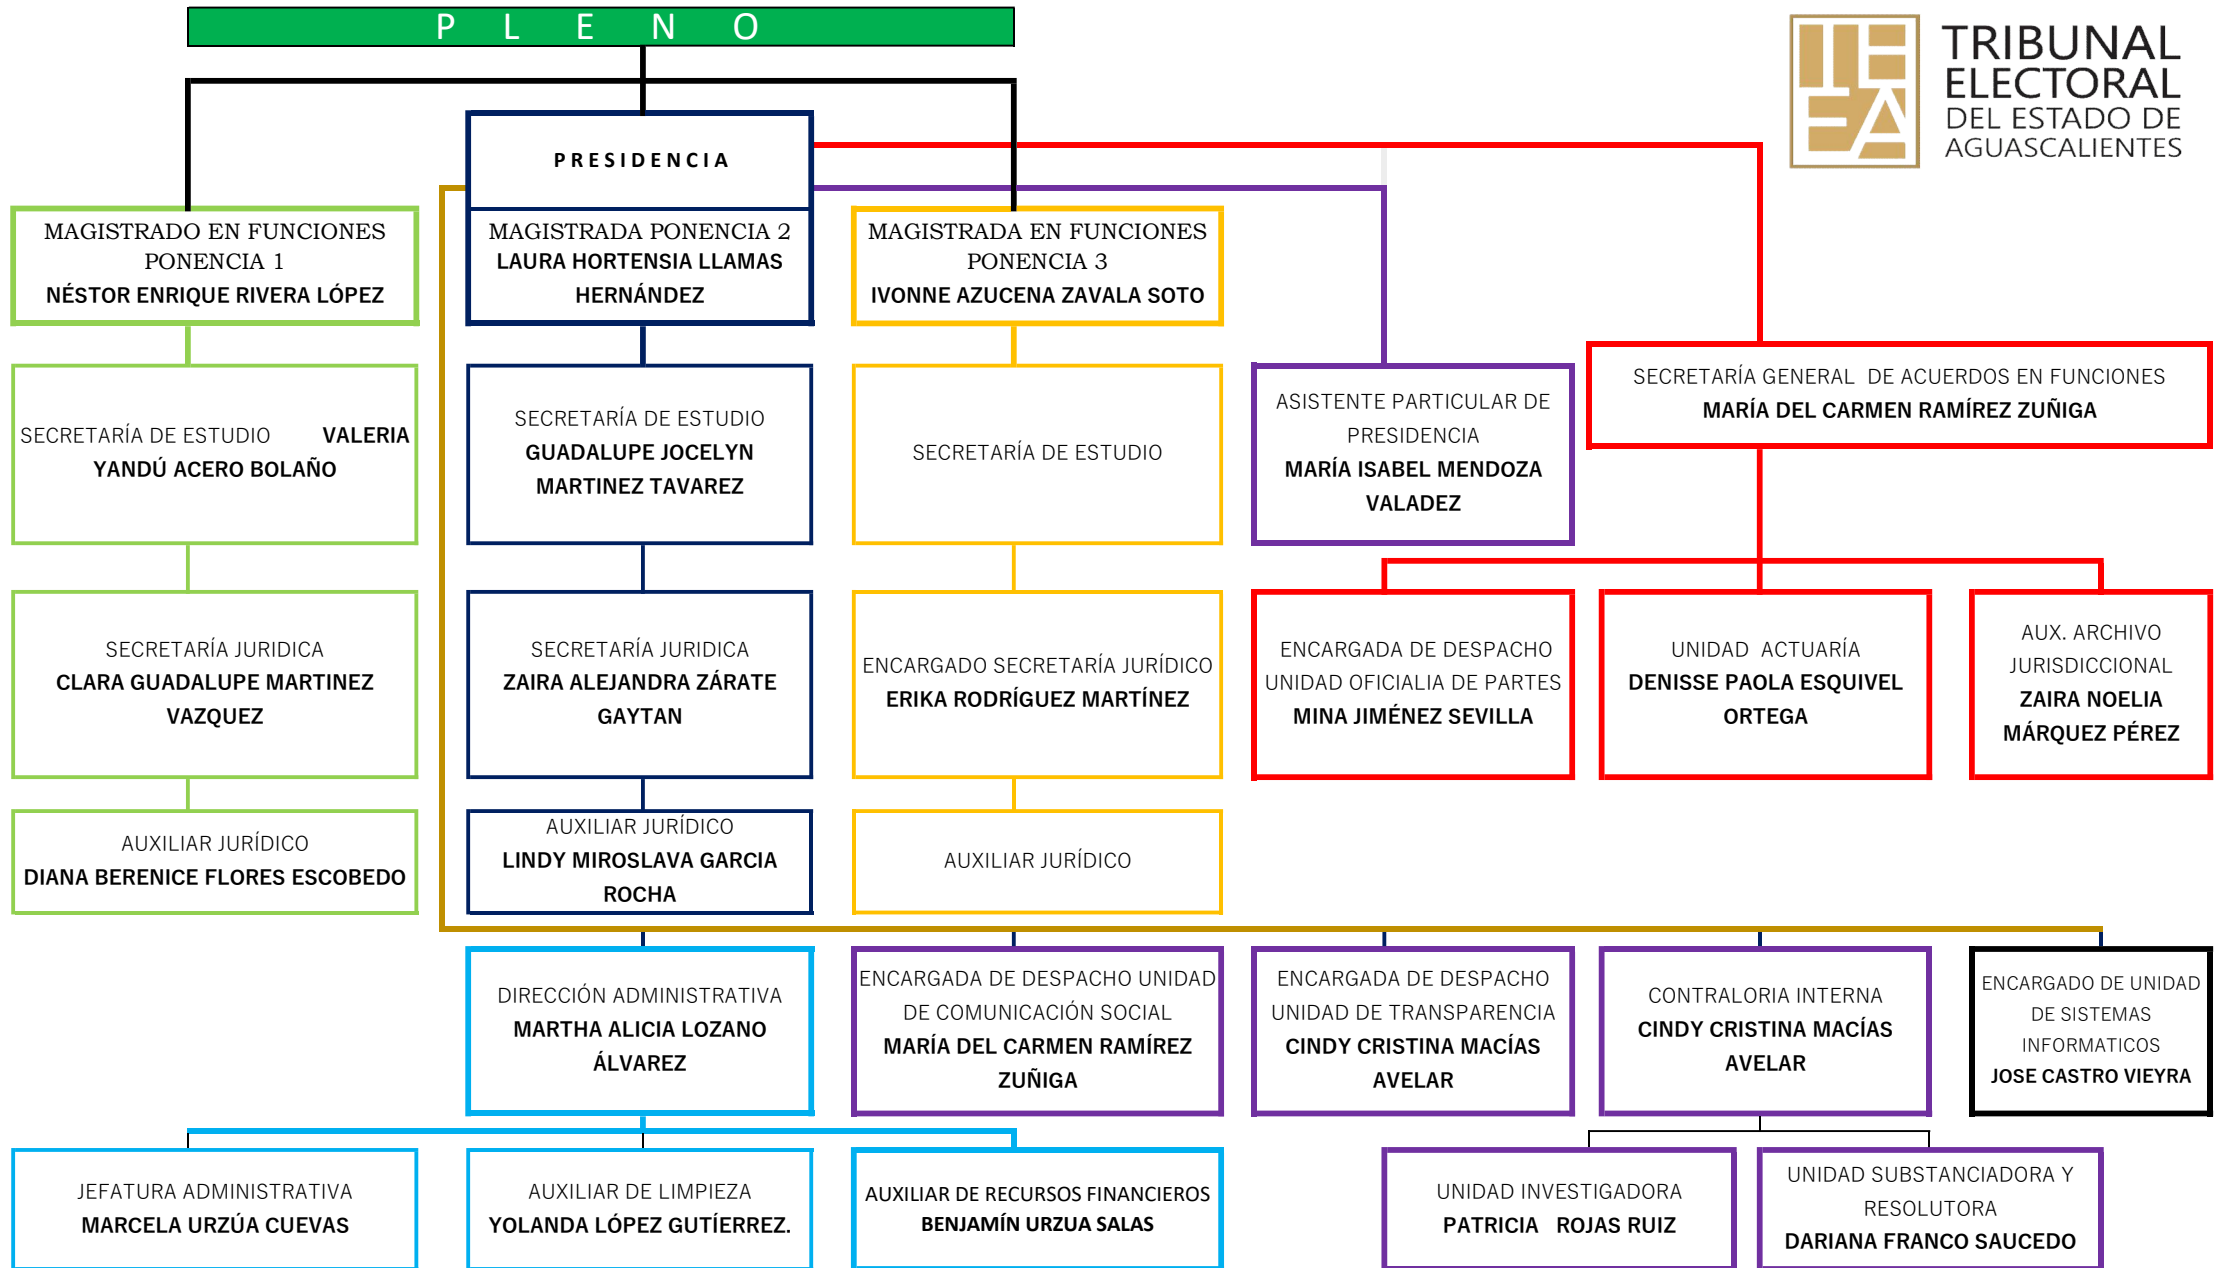 P L E N O
TRIBUNAL
ELECTORAL
DEL ESTADO DE
AGUASCALIENTES
PRESIDENCIA
MAGISTRADO EN FUNCIONES
PONENCIA 1
NÉSTOR ENRIQUE RIVERA LÓPEZ
MAGISTRADA PONENCIA 2
LAURA HORTENSIA LLAMAS
HERNÁNDEZ
MAGISTRADA EN FUNCIONES
PONENCIA 3
IVONNE AZUCENA ZAVALA SOTO
SECRETARÍA DE ESTUDIO VALERIA
YANDÚ ACERO BOLAÑO
SECRETARÍA DE ESTUDIO
GUADALUPE JOCELYN
MARTINEZ TAVAREZ
SECRETARÍA DE ESTUDIO
ASISTENTE PARTICULAR DE
PRESIDENCIA
MARÍA ISABEL MENDOZA
VALADEZ
SECRETARÍA GENERAL DE ACUERDOS EN FUNCIONES
MARÍA DEL CARMEN RAMÍREZ ZUÑIGA
SECRETARÍA JURIDICA
CLARA GUADALUPE MARTINEZ
VAZQUEZ
SECRETARÍA JURIDICA
ZAIRA ALEJANDRA ZÁRATE
GAYTAN
ENCARGADO SECRETARÍA JURÍDICO
ERIKA RODRÍGUEZ MARTÍNEZ
ENCARGADA DE DESPACHO
UNIDAD OFICIALIA DE PARTES
MINA JIMÉNEZ SEVILLA
UNIDAD ACTUARÍA
DENISSE PAOLA ESQUIVEL
ORTEGA
AUX. ARCHIVO
JURISDICCIONAL
ZAIRA NOELIA
MÁRQUEZ PÉREZ
AUXILIAR JURÍDICO
DIANA BERENICE FLORES ESCOBEDO
AUXILIAR JURÍDICO
LINDY MIROSLAVA GARCIA
ROCHA
AUXILIAR JURÍDICO
DIRECCIÓN ADMINISTRATIVA
MARTHA ALICIA LOZANO
ÁLVAREZ
ENCARGADA DE DESPACHO UNIDAD
DE COMUNICACIÓN SOCIAL
MARÍA DEL CARMEN RAMÍREZ
ZUÑIGA
ENCARGADA DE DESPACHO
UNIDAD DE TRANSPARENCIA
CINDY CRISTINA MACÍAS
AVELAR
CONTRALORIA INTERNA
CINDY CRISTINA MACÍAS
AVELAR
ENCARGADO DE UNIDAD
DE SISTEMAS
INFORMATICOS
JOSE CASTRO VIEYRA
JEFATURA ADMINISTRATIVA
MARCELA URZÚA CUEVAS
AUXILIAR DE LIMPIEZA
YOLANDA LÓPEZ GUTÍERREZ.
AUXILIAR DE RECURSOS FINANCIEROS
BENJAMÍN URZUA SALAS
UNIDAD INVESTIGADORA
PATRICIA ROJAS RUIZ
UNIDAD SUBSTANCIADORA Y
RESOLUTORA
DARIANA FRANCO SAUCEDO